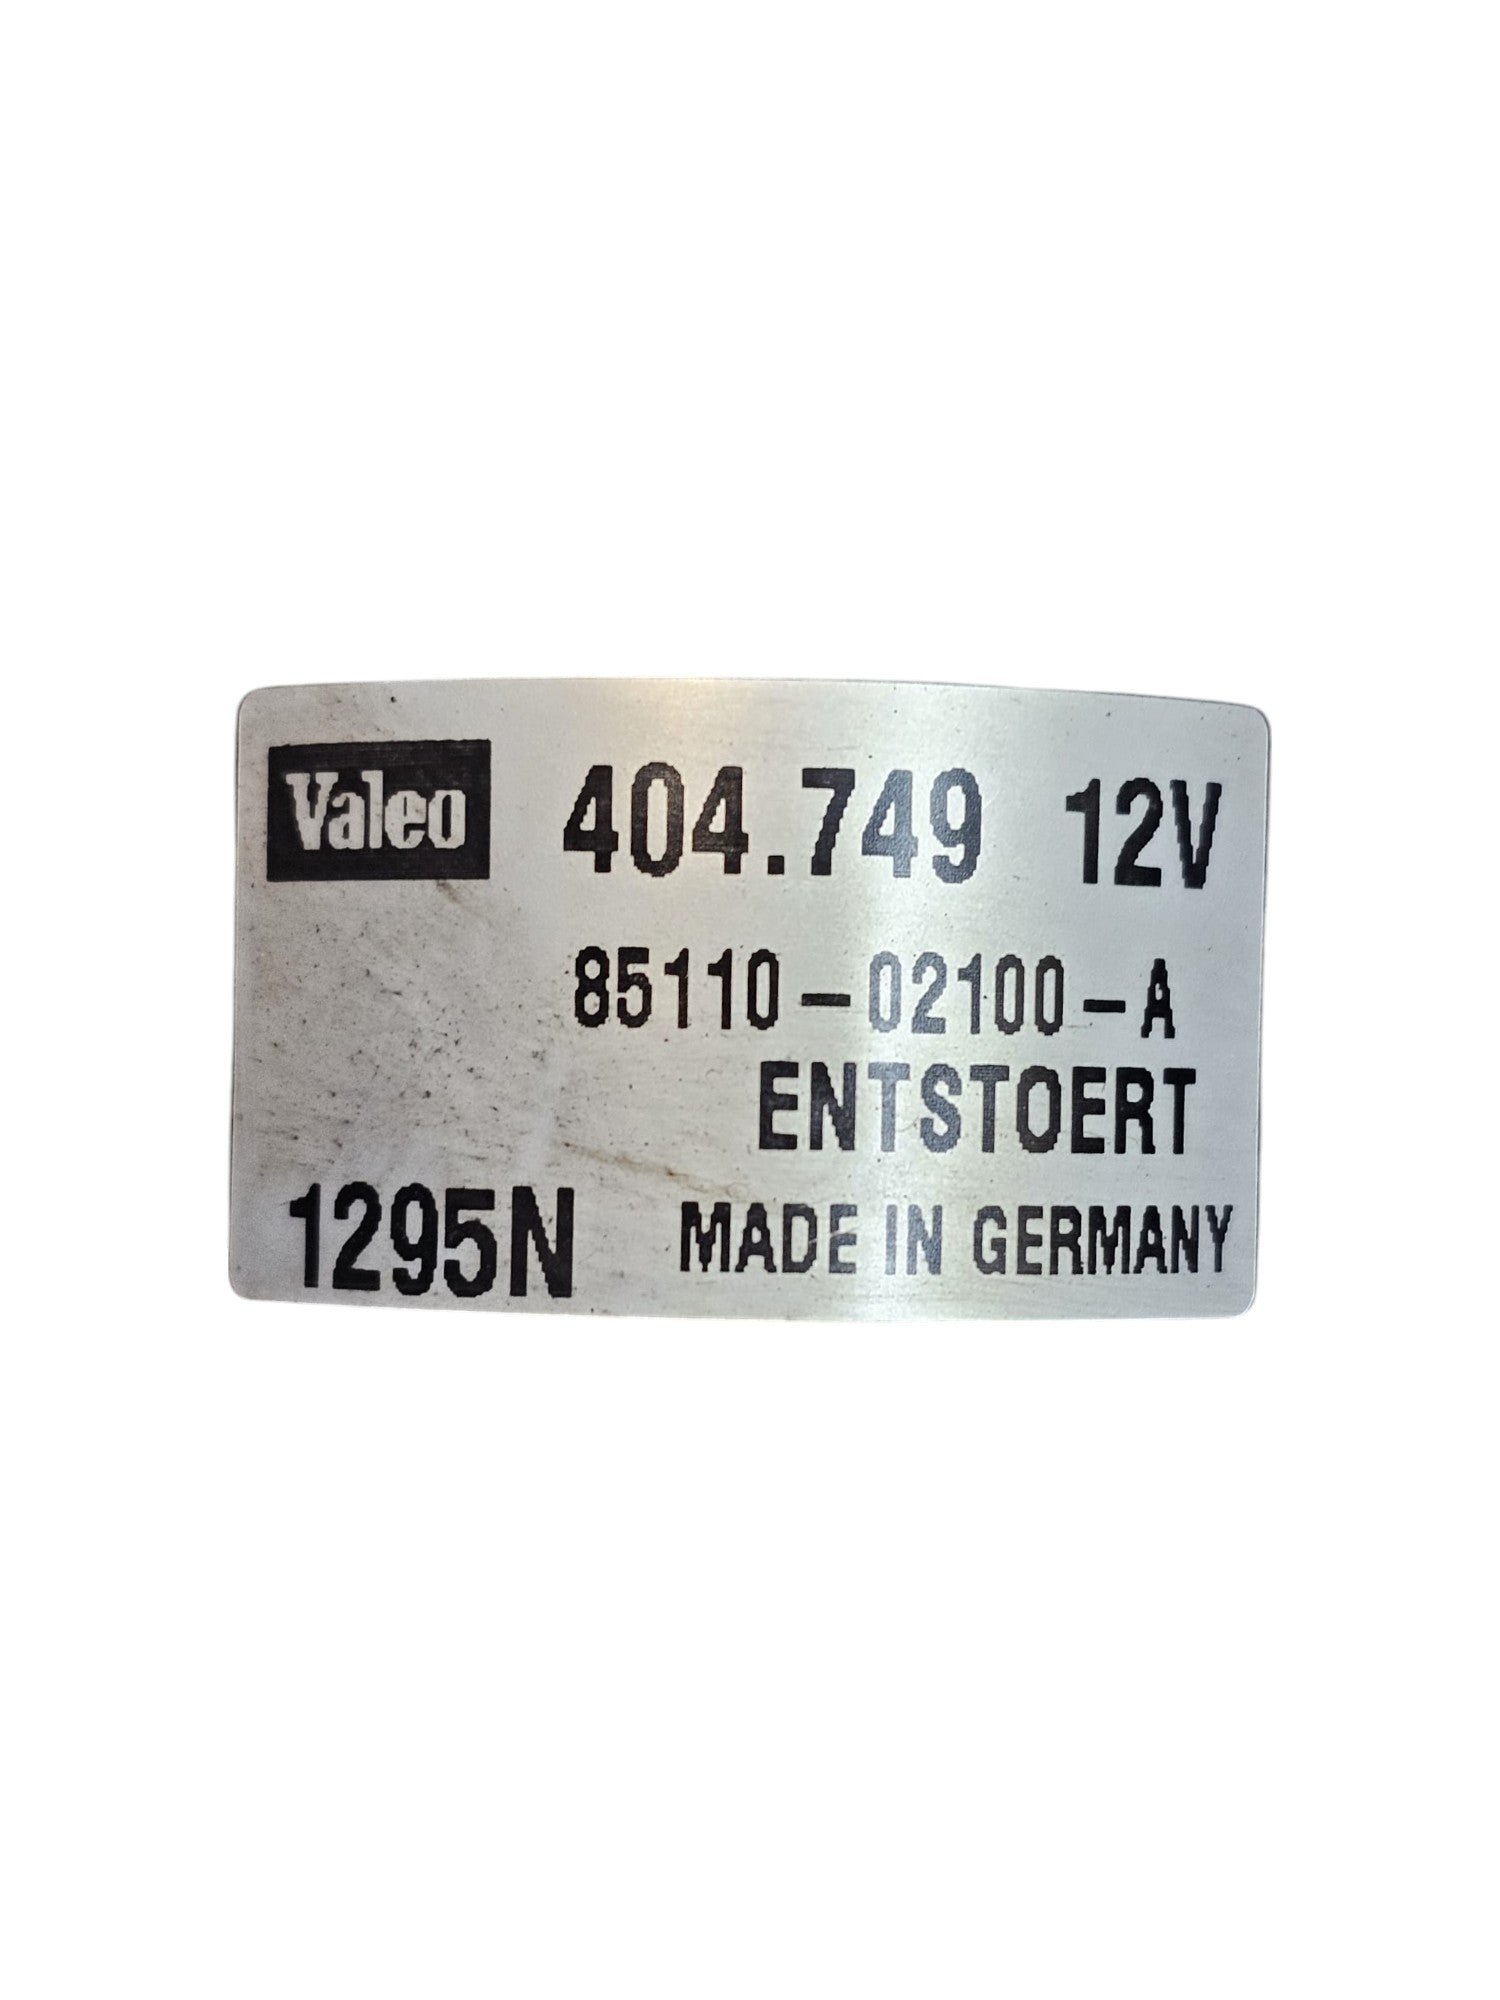 Valeo 404.749 12V
85110-02100-A
ENTSTOERT
1295N MADE IN GERMANY